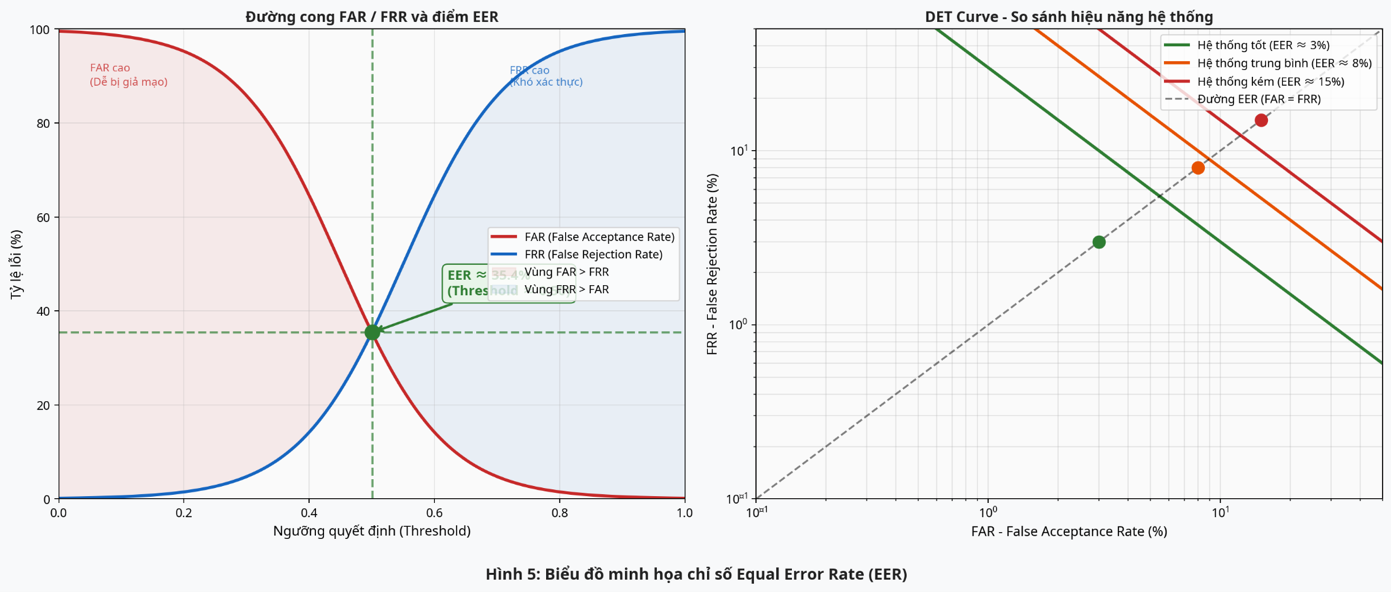 Đường cong FAR / FRR và điểm EER
Tỷ lệ lỗi (%)
100
80
60
40
20
0
FAR cao
(Dễ bị giả mạo)
FRR cao
(Khó xác thực)
FAR (False Acceptance Rate)
FRR (False Rejection Rate)
Vùng FAR > FRR
Vùng FRR > FAR
EER ≈ 35.4%
(Threshold
0.0 0.2 0.4 0.6 0.8 1.0
Ngưỡng quyết định (Threshold)
DET Curve - So sánh hiệu năng hệ thống
FRR - False Rejection Rate (%)
Hệ thống tốt (EER ≈ 3%)
Hệ thống trung bình (EER ≈ 8%)
Hệ thống kém (EER ≈ 15%)
Đường EER (FAR = FRR)
10¹
10⁰
10⁰ 10¹
FAR - False Acceptance Rate (%)
Hình 5: Biểu đồ minh họa chỉ số Equal Error Rate (EER)